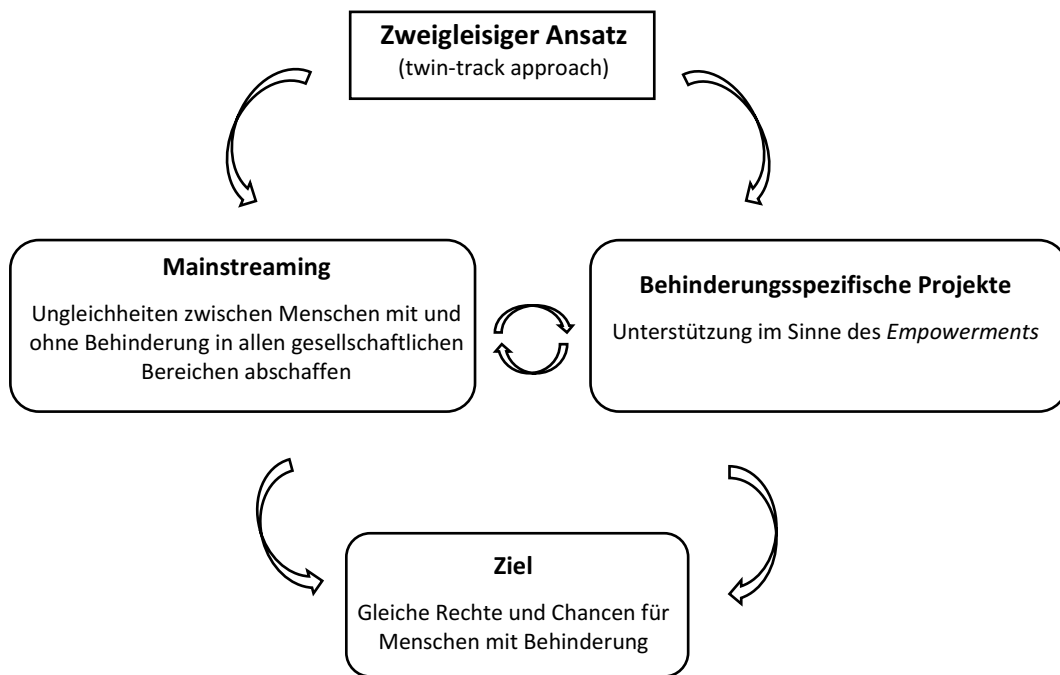 Zweigleisiger Ansatz
(twin-track approach)
Mainstreaming
Ungleichheiten zwischen Menschen mit und
ohne Behinderung in allen gesellschaftlichen
Bereichen abschaffen
Behinderungsspezifische Projekte
Unterstützung im Sinne des Empowerments
Ziel
Gleiche Rechte und Chancen für
Menschen mit Behinderung